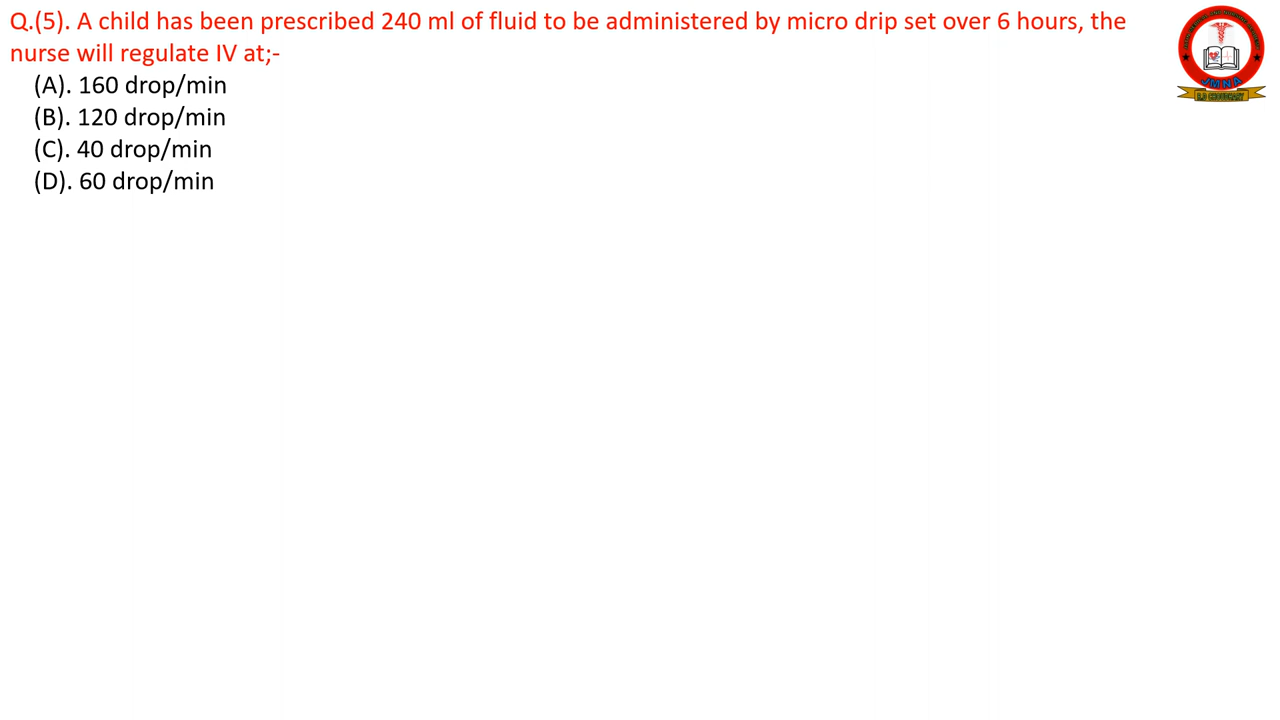 Q.(5). A child has been prescribed 240 ml of fluid to be administered by micro drip set over 6 hours, the
nurse will regulate IV at;-
(A). 160 drop/min
(B). 120 drop/min
(C). 40 drop/min
(D). 60 drop/min
JMNA